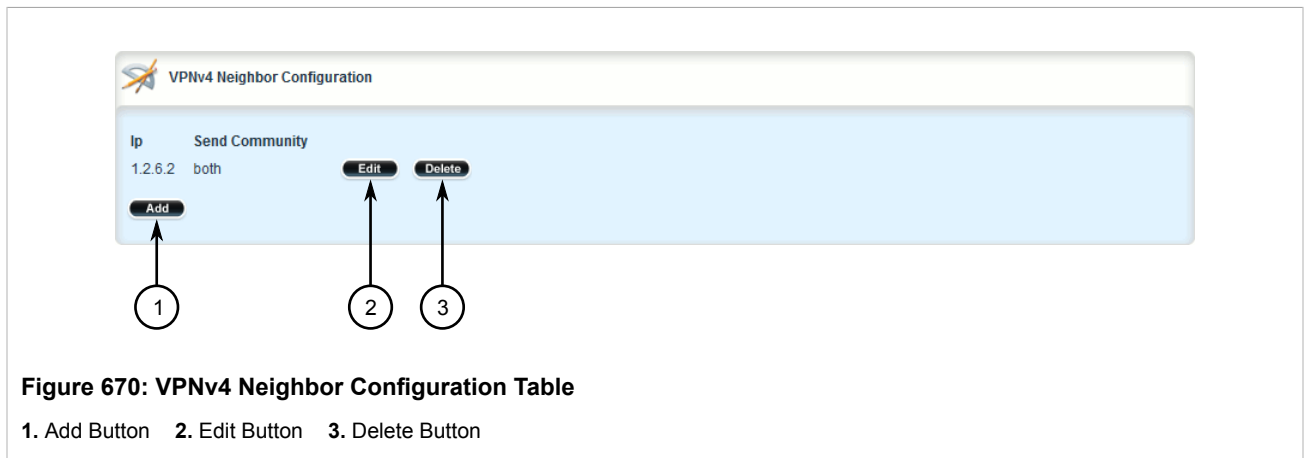 VPNv4 Neighbor Configuration
Ip Send Community
1.2.6.2 both Edit Delete
Add
1 2 3
Figure 670: VPNv4 Neighbor Configuration Table
1. Add Button 2. Edit Button 3. Delete Button